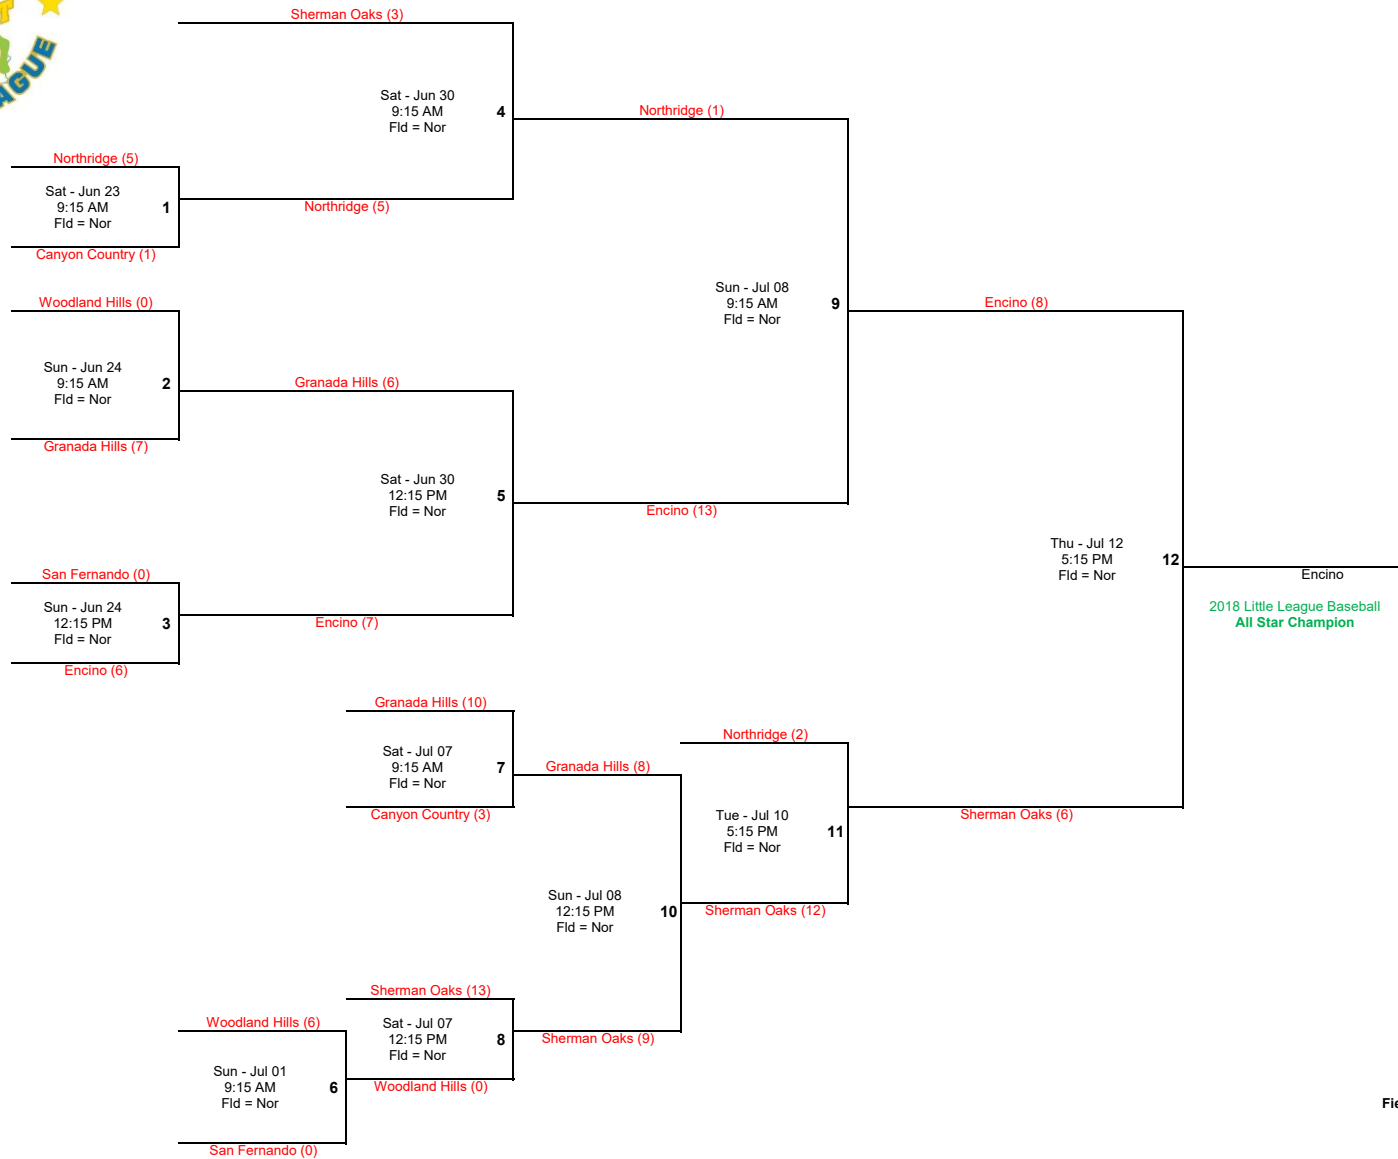 AGUE
Sherman Oaks (3)
Sat - Jun 30
9:15 AM
Fld = Nor
4
Northridge (1)
Northridge (5)
Sat - Jun 23
9:15 AM
Fld = Nor
1
Northridge (5)
Canyon Country (1)
Woodland Hills (0)
Sun - Jul 08
9:15 AM
Fld = Nor
9
Encino (8)
Sun - Jun 24
9:15 AM
Fld = Nor
2
Granada Hills (6)
Granada Hills (7)
Sat - Jun 30
12:15 PM
Fld = Nor
5
Encino (13)
Thu - Jul 12
5:15 PM
Fld = Nor
12
Encino
2018 Little League Baseball
All Star Champion
San Fernando (0)
Sun - Jun 24
12:15 PM
Fld = Nor
3
Encino (7)
Encino (6)
Granada Hills (10)
Sat - Jul 07
9:15 AM
Fld = Nor
7
Granada Hills (8)
Canyon Country (3)
Northridge (2)
Tue - Jul 10
5:15 PM
Fld = Nor
11
Sherman Oaks (6)
Sun - Jul 08
12:15 PM
Fld = Nor
10
Sherman Oaks (12)
Sherman Oaks (13)
Sat - Jul 07
12:15 PM
Fld = Nor
8
Sherman Oaks (9)
Woodland Hills (6)
Sun - Jul 01
9:15 AM
Fld = Nor
6
Woodland Hills (0)
San Fernando (0)